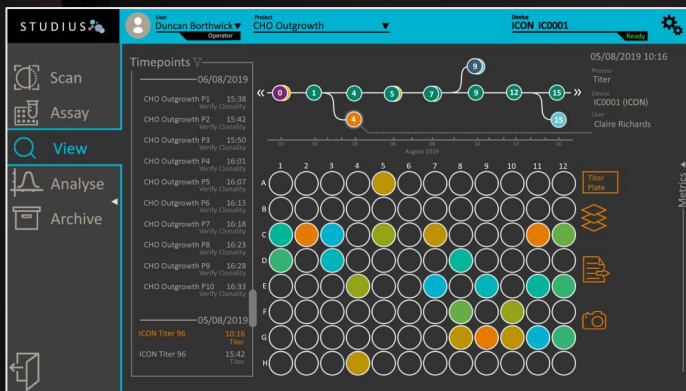 STUDIUS
User
Duncan Borthwick
Operator
Project
CHO Outgrowth
Device
ICON IC0001
Ready
Scan
Assay
View
Analyse
Archive
Timepoints
06/08/2019
CHO Outgrowth P1 15:38
Verify Clonality
CHO Outgrowth P2 15:42
Verify Clonality
CHO Outgrowth P3 15:50
Verify Clonality
CHO Outgrowth P4 16:01
Verify Clonality
CHO Outgrowth P5 16:07
Verify Clonality
CHO Outgrowth P6 16:13
Verify Clonality
CHO Outgrowth P7 16:18
Verify Clonality
CHO Outgrowth P8 16:23
Verify Clonality
CHO Outgrowth P9 16:28
Verify Clonality
CHO Outgrowth P10 16:33
Verify Clonality
05/08/2019
ICON Titer 96 10:16
Titer
ICON Titer 96 15:42
Titer
9
« 0 1 4 5 7 9 12 15 »
4 15
August 2019
1 2 3 4 5 6 7 8 9 10 11 12
A
B
C
D
E
F
G
H
05/08/2019 10:16
Process
Titer
Device
IC0001 (ICON)
User
Claire Richards
Titer
Plate
Metrics